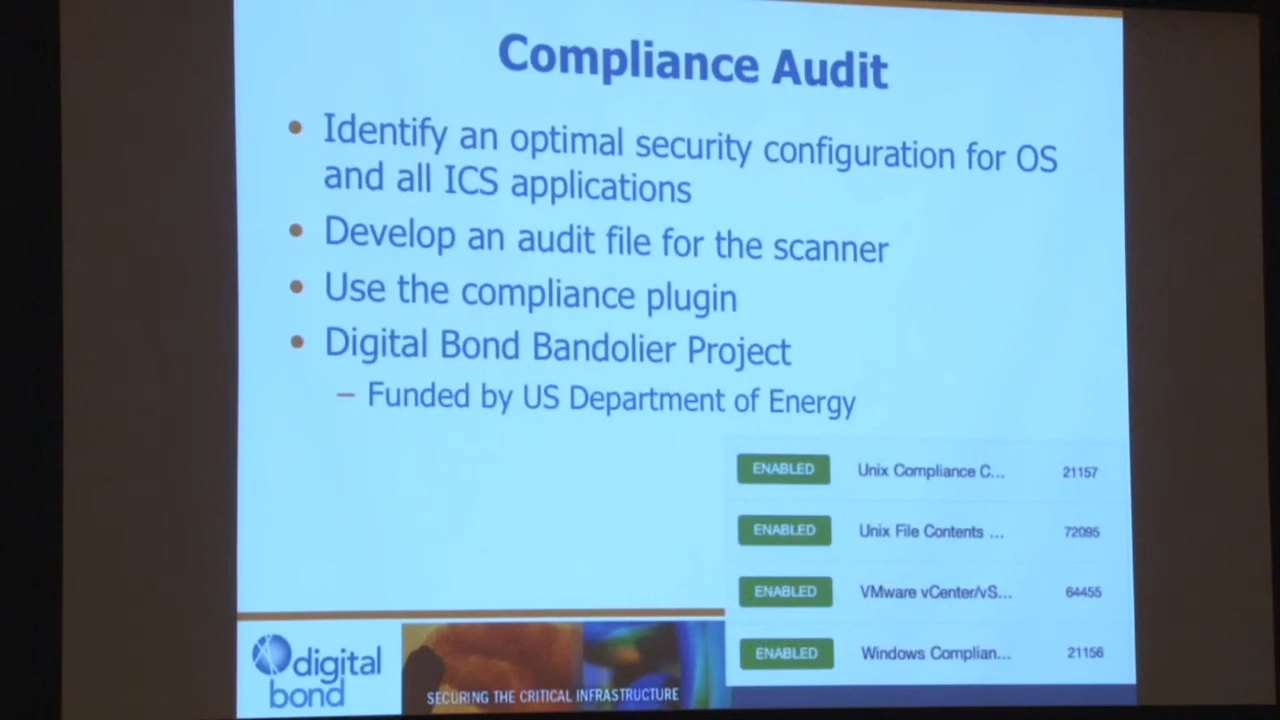 Compliance Audit
• Identify an optimal security configuration for OS
and all ICS applications
• Develop an audit file for the scanner
• Use the compliance plugin
• Digital Bond Bandolier Project
– Funded by US Department of Energy
ENABLED Unix Compliance C... 21157
ENABLED Unix File Contents ... 72095
ENABLED VMware vCenter/vS... 64455
ENABLED Windows Complian... 21156
digital
bond
SECURING THE CRITICAL INFRASTRUCTURE